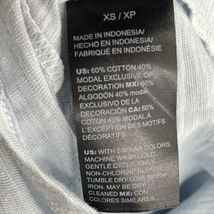 XS / XP
MADE IN INDONESIA/
HECHO EN INDONESIA/
FABRIQUÉ EN INDONÉSIE
US: 60% COTTON 40%
MODAL EXCLUSIVE OF
DECORATION MX: 60%
ALGODÓN 40% MODAL
EXCLUSIVO DE LA
DECORACIÓN CA: 60%
COTON 40% MODAL À
L'EXCEPTION DES MOTIFS
DÉCORATIFS.
US: WITH SIMILAR COLORS
MACHINE WASH COLD,
GENTLE CYCLE. ONLY
NON-CHLORINE BLEACH.
TUMBLE DRY LOW. WARM
IRON. MAY BE DRY
CLEANED MX: CON
COLORES SIMILARES.